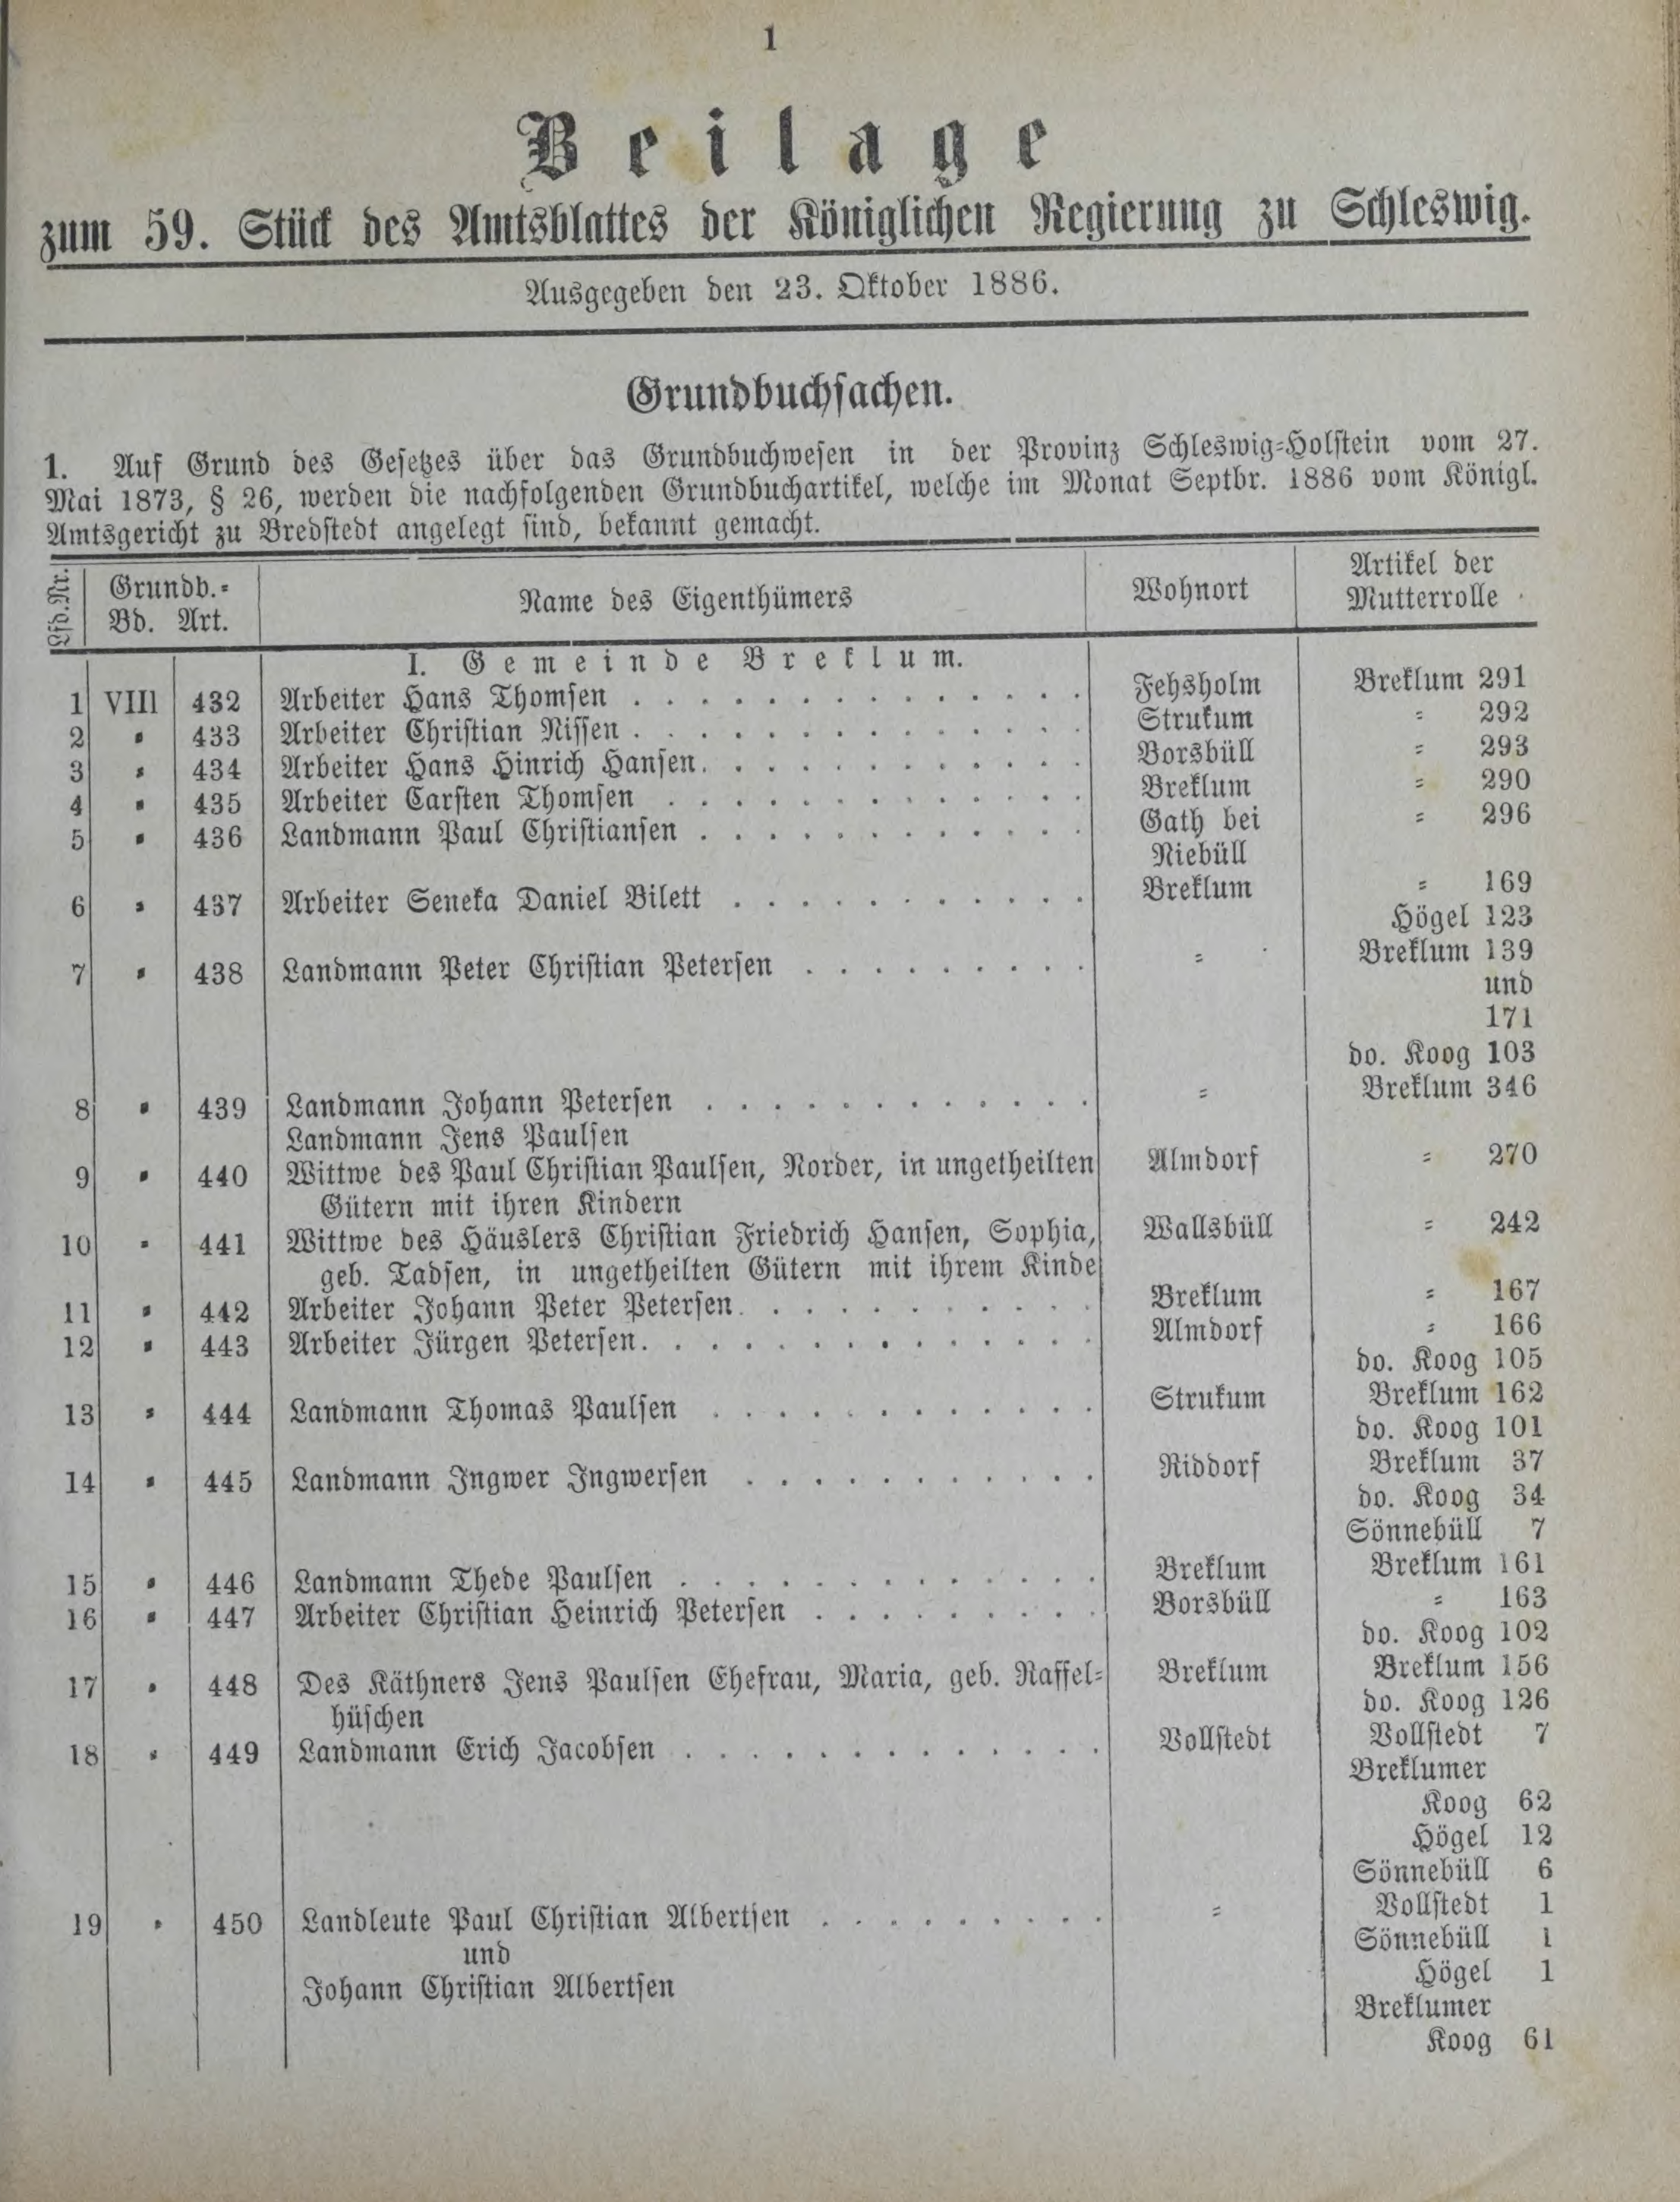 1
Beilage
zum 59. Stück des Amtsblattes der Königlichen Regierung zu Schleswig.
Ausgegeben den 23. Oktober 1886.
Grundbuchsachen.
1. Auf Grund des Gesetzes über das Grundbuchwesen in der Provinz Schleswig=Holstein vom 27.
Mai 1873, § 26, werden die nachfolgenden Grundbuchartikel, welche im Monat Septbr. 1886 vom Königl.
Amtsgericht zu Bredstedt angelegt sind, bekannt gemacht.
Lfd. Nr. Grundb.= Bd. Art. Name des Eigenthümers Wohnort Artikel der Mutterrolle
I. Gemeinde Breklum.
1 VIII 432 Arbeiter Hans Thomsen . . . . . . . . . . . . . . Fehsholm Breklum 291
2 " 433 Arbeiter Christian Nissen . . . . . . . . . . . . . . Strukum = 292
3 " 434 Arbeiter Hans Hinrich Hansen. . . . . . . . . . . . Borsbüll = 293
4 " 435 Arbeiter Carsten Thomsen . . . . . . . . . . . . . Breklum = 290
5 " 436 Landmann Paul Christiansen . . . . . . . . . . . . Gath bei = 296
Niebüll
6 " 437 Arbeiter Seneka Daniel Bilett . . . . . . . . . . . Breklum = 169
Högel 123
7 " 438 Landmann Peter Christian Petersen . . . . . . . . . = Breklum 139
und
171
do. Koog 103
8 " 439 Landmann Johann Petersen . . . . . . . . . . . . = Breklum 346
Landmann Jens Paulsen
9 " 440 Wittwe des Paul Christian Paulsen, Norder, in ungetheilten Almdorf = 270
Gütern mit ihren Kindern
10 " 441 Wittwe des Häuslers Christian Friedrich Hansen, Sophia, Wallsbüll = 242
geb. Tadsen, in ungetheilten Gütern mit ihrem Kinde
11 " 442 Arbeiter Johann Peter Petersen. . . . . . . . . . . Breklum = 167
12 " 443 Arbeiter Jürgen Petersen. . . . . . . . . . . . . . Almdorf = 166
do. Koog 105
13 " 444 Landmann Thomas Paulsen . . . . . . . . . . . . Strukum Breklum 162
do. Koog 101
14 " 445 Landmann Ingwer Ingwersen . . . . . . . . . . . Riddorf Breklum 37
do. Koog 34
Sönnebüll 7
15 " 446 Landmann Thede Paulsen . . . . . . . . . . . . . Breklum Breklum 161
16 " 447 Arbeiter Christian Heinrich Petersen . . . . . . . . . Borsbüll = 163
do. Koog 102
17 " 448 Des Käthners Jens Paulsen Ehefrau, Maria, geb. Raffel= Breklum Breklum 156
hüschen do. Koog 126
18 " 449 Landmann Erich Jacobsen . . . . . . . . . . . . . Vollstedt Vollstedt 7
Breklumer
Koog 62
Högel 12
Sönnebüll 6
19 " 450 Landleute Paul Christian Albertsen . . . . . . . . . = Vollstedt 1
und Sönnebüll 1
Johann Christian Albertsen Högel 1
Breklumer
Koog 61